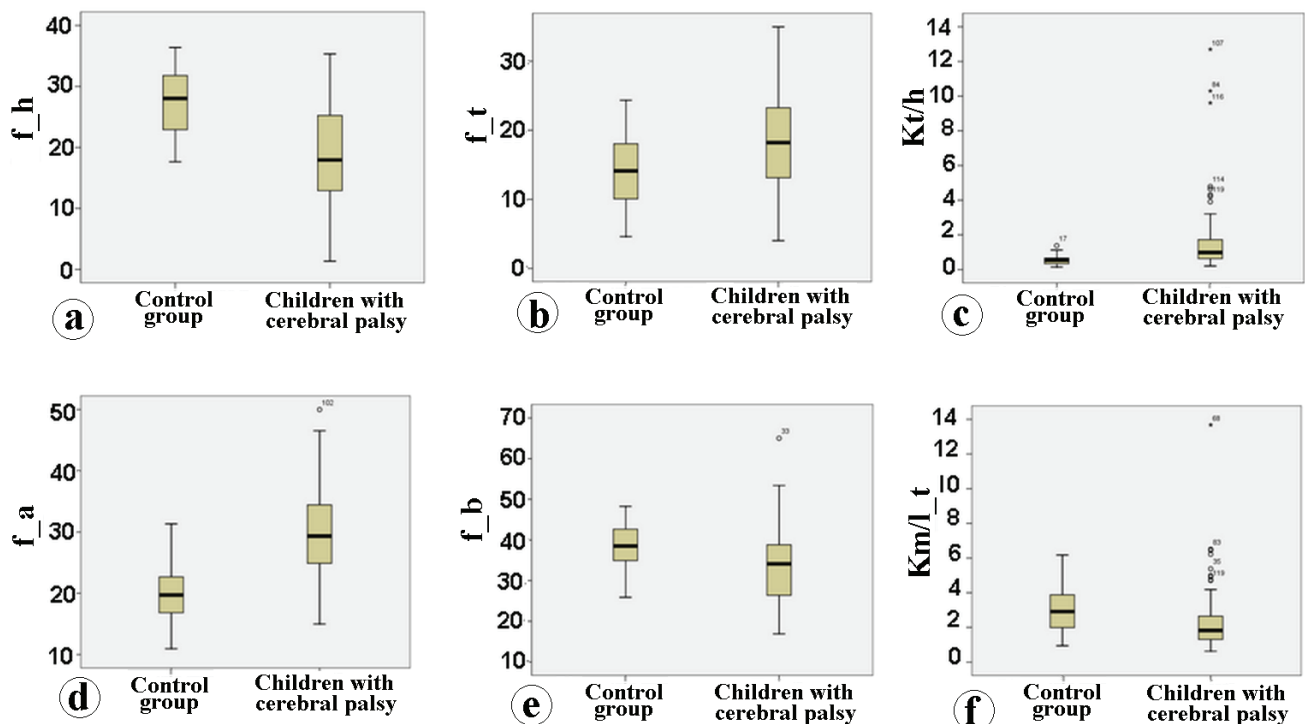 40
30
20
10
0
f_h
Control
group
Children with
cerebral palsy
a
30
20
10
0
f_t
Control
group
Children with
cerebral palsy
b
14
12
10
8
6
4
2
0
Kt/h
17
107
84
116
114
119
Control
group
Children with
cerebral palsy
c
50
40
30
20
10
f_a
102
Control
group
Children with
cerebral palsy
d
70
60
50
40
30
20
10
f_b
33
Control
group
Children with
cerebral palsy
e
14
12
10
8
6
4
2
0
Km/l_t
68
83
35
119
Control
group
Children with
cerebral palsy
f